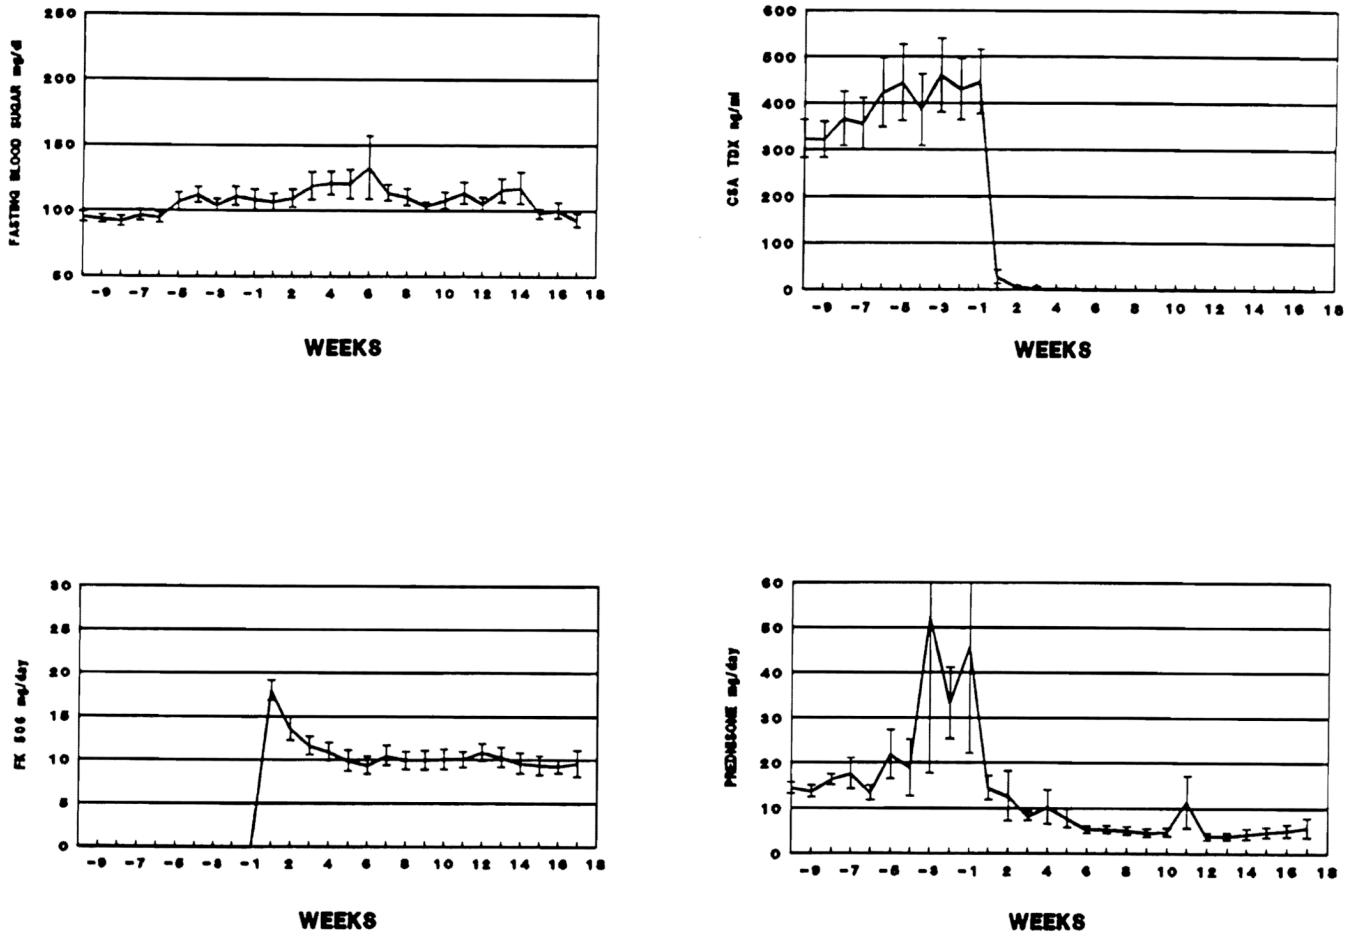 FASTING BLOOD SUGAR mg/dl
250
200
150
100
50
-9 -7 -5 -3 -1 2 4 6 8 10 12 14 16 18
WEEKS
CSA TDX ng/ml
600
500
400
300
200
100
0
-9 -7 -5 -3 -1 2 4 6 8 10 12 14 16 18
WEEKS
FK 506 mg/day
30
25
20
15
10
5
0
-9 -7 -5 -3 -1 2 4 6 8 10 12 14 16 18
WEEKS
PREDNISONE mg/day
60
50
40
30
20
10
0
-9 -7 -5 -3 -1 2 4 6 8 10 12 14 16 18
WEEKS